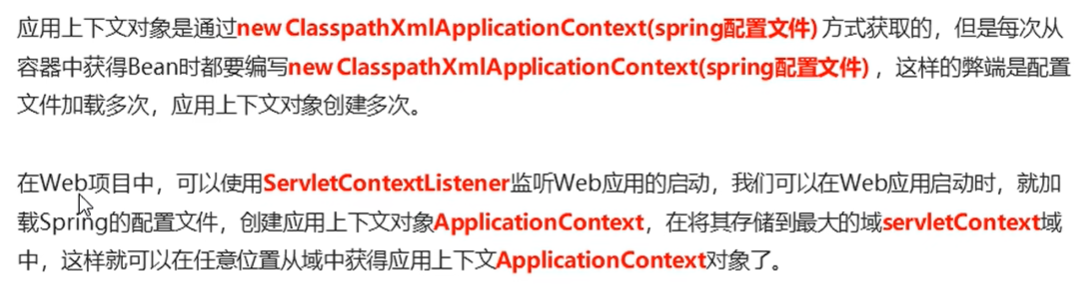 应用上下文对象是通过new ClasspathXmlApplicationContext(spring配置文件) 方式获取的，但是每次从
容器中获得Bean时都要编写new ClasspathXmlApplicationContext(spring配置文件) ，这样的弊端是配置
文件加载多次，应用上下文对象创建多次。
在Web项目中，可以使用ServletContextListener监听Web应用的启动，我们可以在Web应用启动时，就加
载Spring的配置文件，创建应用上下文对象ApplicationContext，在将其存储到最大的域servletContext域
中，这样就可以在任意位置从域中获得应用上下文ApplicationContext对象了。